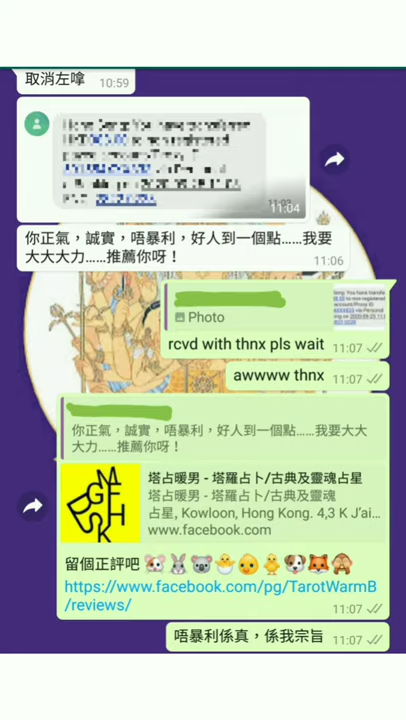 取消左嗱 10:59
11:04
你正氣，誠實，唔暴利，好人到一個點......我要
大大大力......推薦你呀！ 11:06
Photo
rcvd with thnx pls wait 11:07
awwww thnx 11:07
你正氣，誠實，唔暴利，好人到一個點......我要大大
大力......推薦你呀！
塔占暖男 - 塔羅占卜/古典及靈魂占星
塔占暖男 - 塔羅占卜/古典及靈魂
占星, Kowloon, Hong Kong. 4,3 K J'ai...
www.facebook.com
留個正評吧
https://www.facebook.com/pg/TarotWarmB
/reviews/ 11:07
唔暴利係真，係我宗旨 11:07